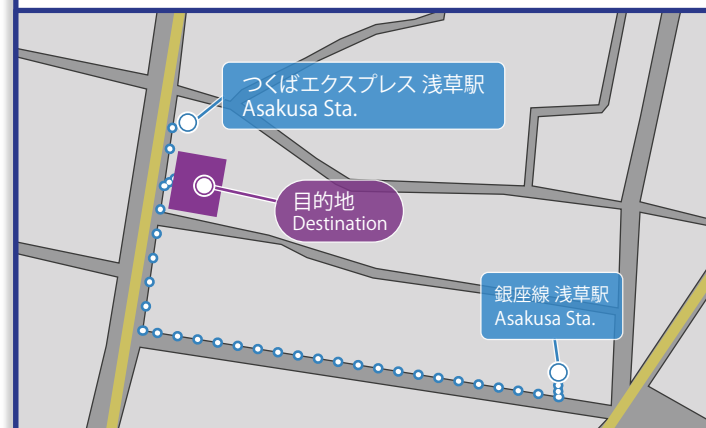 つくばエクスプレス 浅草駅
Asakusa Sta.
目的地
Destination
銀座線 浅草駅
Asakusa Sta.